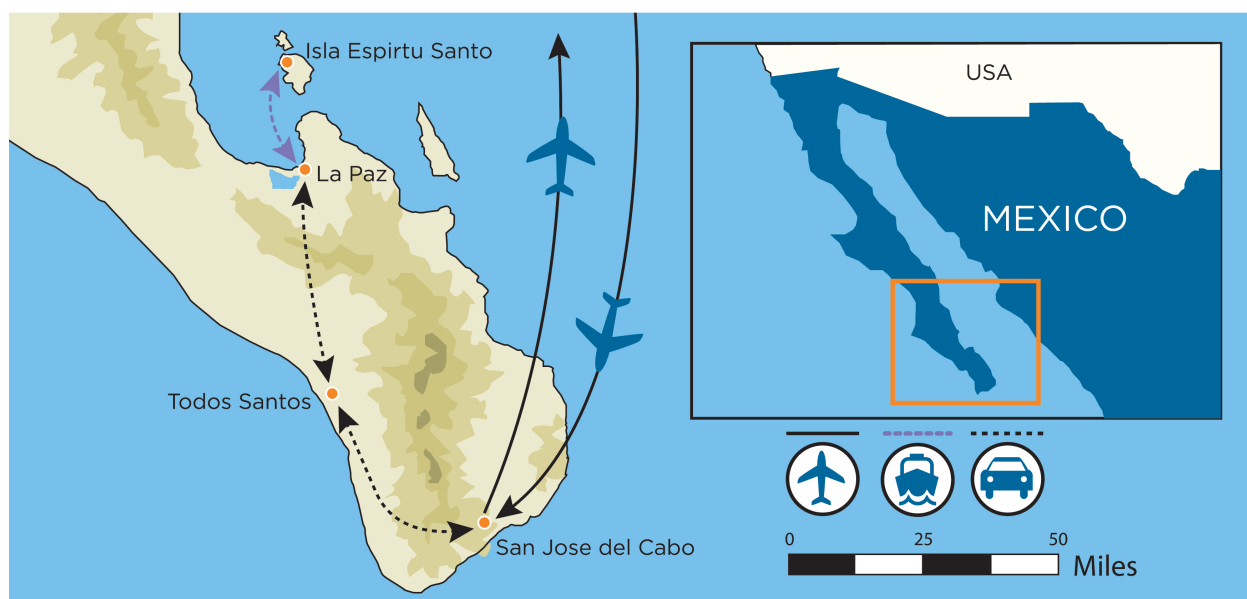 Isla Espirtu Santo
La Paz
Todos Santos
San Jose del Cabo
USA
MEXICO
0 25 50
Miles